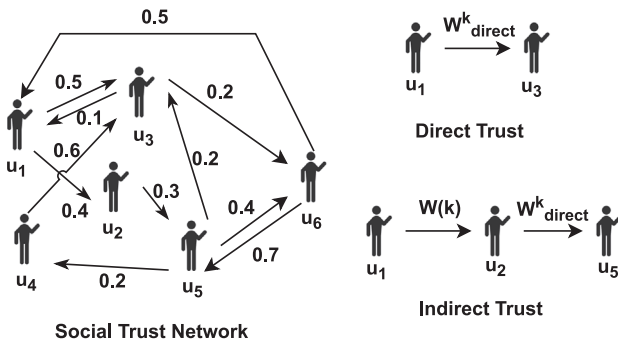 0.5
W^k_direct
u1
u3
Direct Trust
0.5
0.1
u3
0.2
u1
0.6
0.2
0.4
u2
0.3
0.4
u6
0.7
u4
0.2
u5
W(k)
W^k_direct
u1
u2
u5
Indirect Trust
Social Trust Network